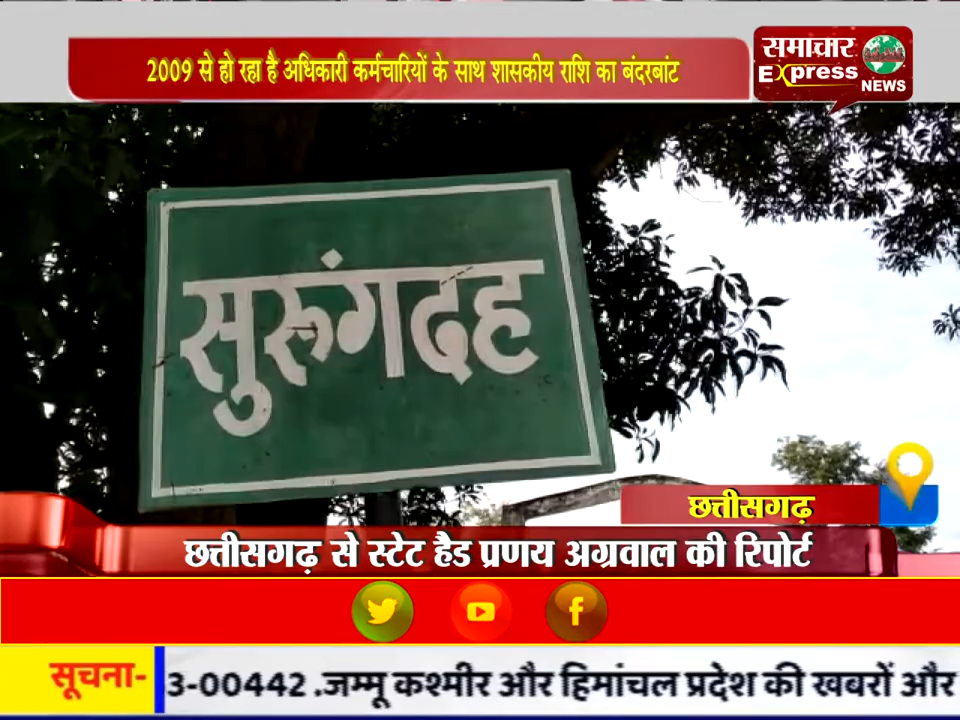 2009 से हो रहा है अधिकारी कर्मचारियों के साथ शासकीय राशि का बंदरबांट
समाचार
Express
NEWS
सुरुंगदह
छत्तीसगढ़
छत्तीसगढ़ से स्टेट हैड प्रणय अग्रवाल की रिपोर्ट
सूचना- 3-00442 .जम्मू कश्मीर और हिमांचल प्रदेश की खबरों और